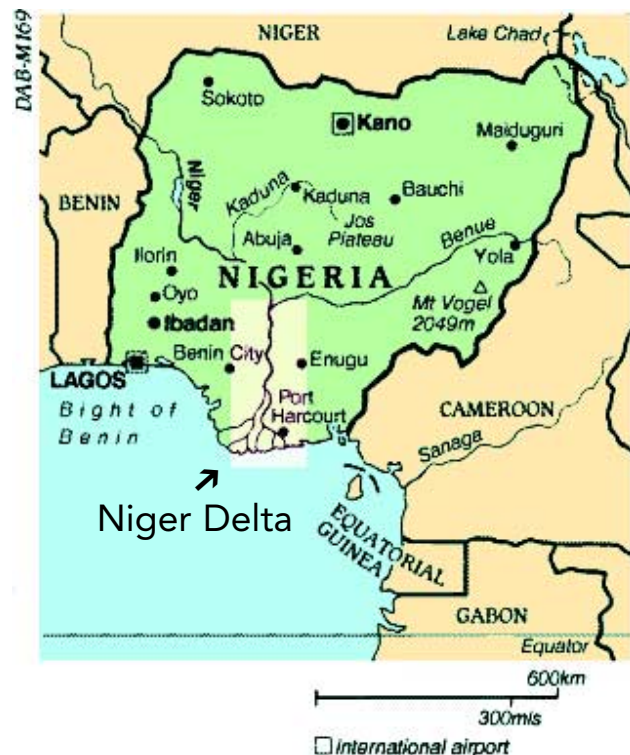 DAB-M169
NIGER
Lake Chad
Sokoto
Kano
Maiduguri
Niger
BENIN
Kaduna
Kaduna
Bauchi
Jos
Plateau
Abuja
Benue
Ilorin
NIGERIA
Yola
Oyo
Mt Vogel
2049m
Ibadan
Benin City
Enugu
LAGOS
Port
Harcourt
Bight of
Benin
CAMEROON
Sanaga
Niger Delta
EQUATORIAL
GUINEA
GABON
Equator
600km
300mls
international airport